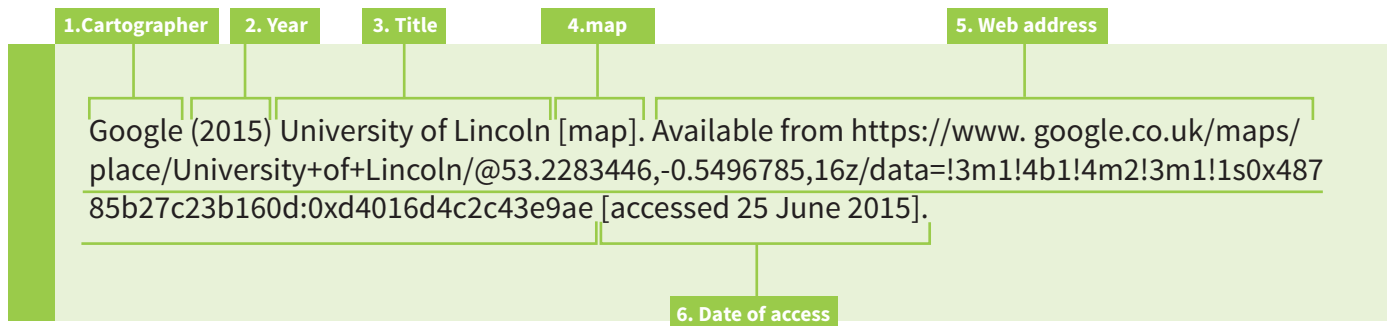 1.Cartographer 2. Year 3. Title 4.map 5. Web address
Google (2015) University of Lincoln [map]. Available from https://www. google.co.uk/maps/
place/University+of+Lincoln/@53.2283446,-0.5496785,16z/data=!3m1!4b1!4m2!3m1!1s0x487
85b27c23b160d:0xd4016d4c2c43e9ae [accessed 25 June 2015].
6. Date of access